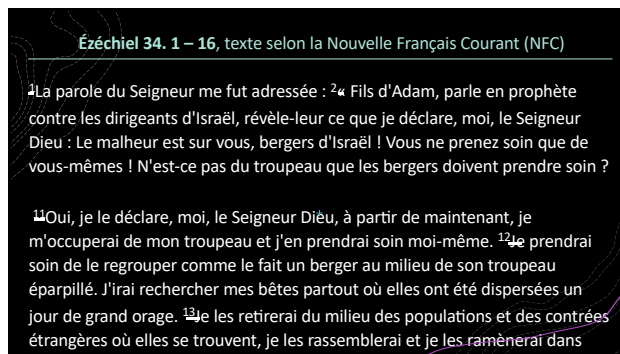 Ézéchiel 34. 1 – 16, texte selon la Nouvelle Français Courant (NFC)
1La parole du Seigneur me fut adressée : 2« Fils d'Adam, parle en prophète
contre les dirigeants d'Israël, révèle-leur ce que je déclare, moi, le Seigneur
Dieu : Le malheur est sur vous, bergers d'Israël ! Vous ne prenez soin que de
vous-mêmes ! N'est-ce pas du troupeau que les bergers doivent prendre soin ?
11Oui, je le déclare, moi, le Seigneur Dieu, à partir de maintenant, je
m'occuperai de mon troupeau et j'en prendrai soin moi-même. 12Je prendrai
soin de le regrouper comme le fait un berger au milieu de son troupeau
éparpillé. J'irai rechercher mes bêtes partout où elles ont été dispersées un
jour de grand orage. 13Je les retirerai du milieu des populations et des contrées
étrangères où elles se trouvent, je les rassemblerai et je les ramènerai dans